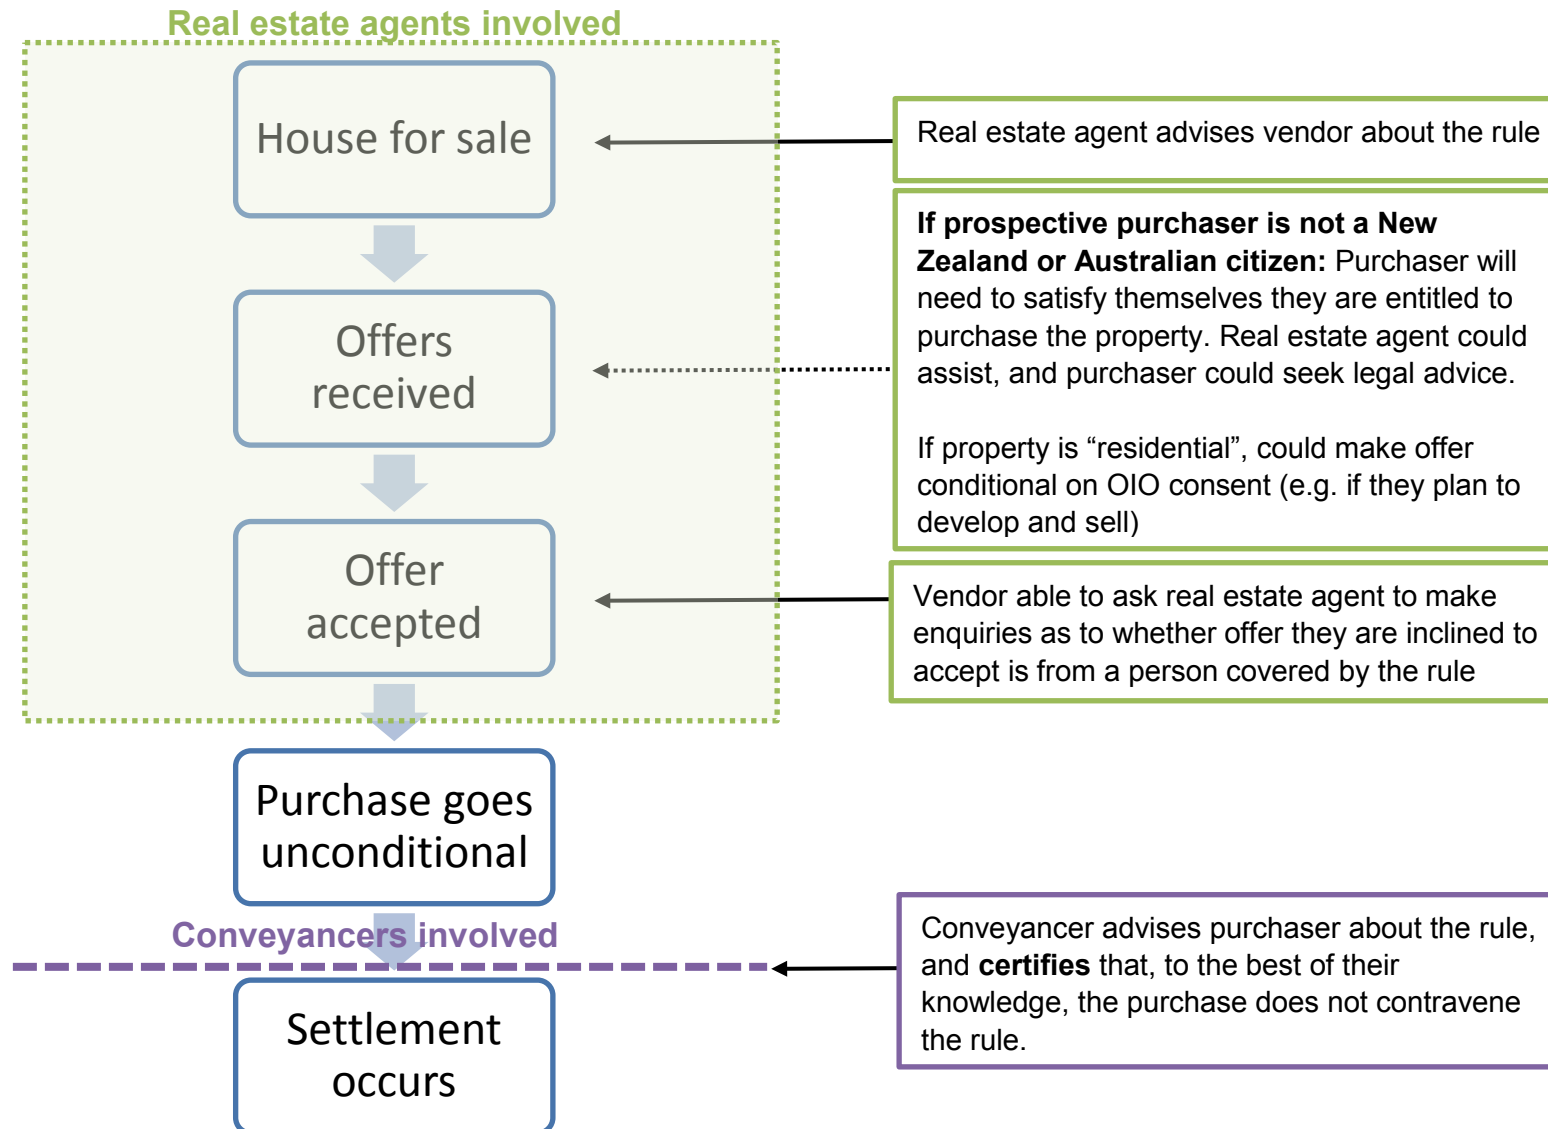 Real estate agents involved
House for sale
Real estate agent advises vendor about the rule
Offers
received
If prospective purchaser is not a New
Zealand or Australian citizen: Purchaser will
need to satisfy themselves they are entitled to
purchase the property. Real estate agent could
assist, and purchaser could seek legal advice.
If property is “residential”, could make offer
conditional on OIO consent (e.g. if they plan to
develop and sell)
Offer
accepted
Vendor able to ask real estate agent to make
enquiries as to whether offer they are inclined to
accept is from a person covered by the rule
Purchase goes
unconditional
Conveyancers involved
Conveyancer advises purchaser about the rule,
and certifies that, to the best of their
knowledge, the purchase does not contravene
the rule.
Settlement
occurs